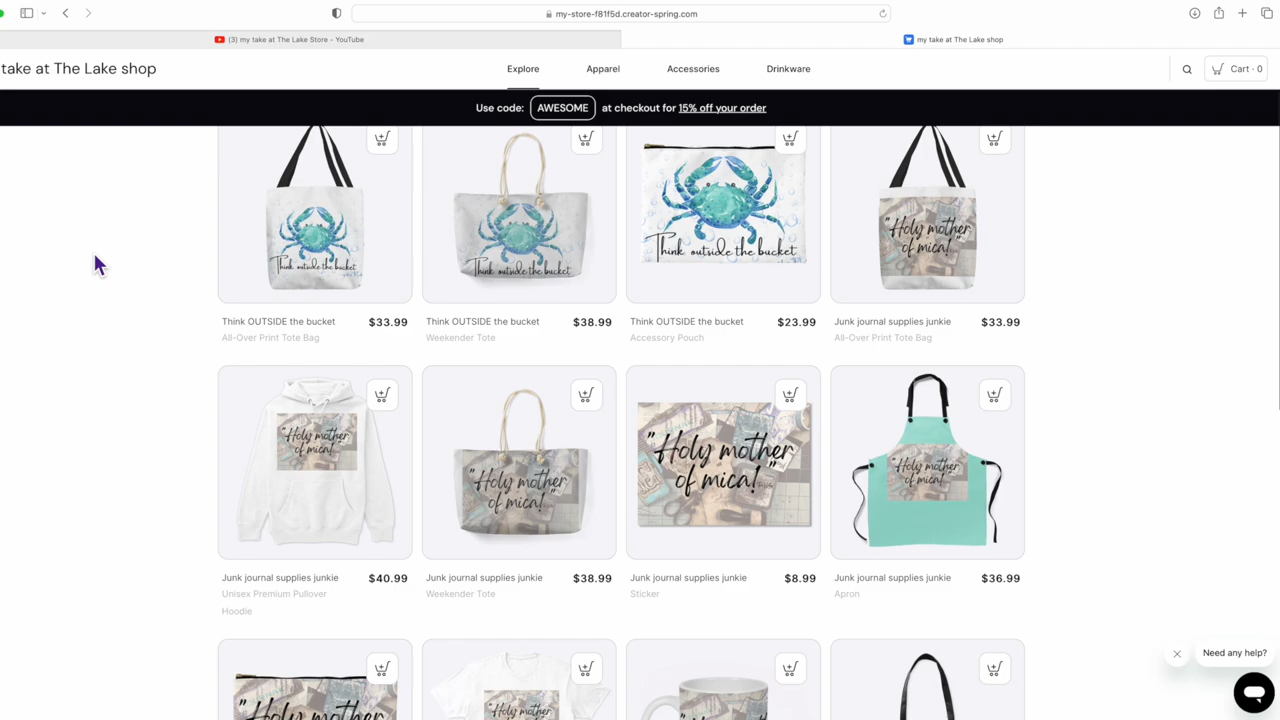 my-store-f81f5d.creator-spring.com
(3) my take at The Lake Store - YouTube
my take at The Lake shop
take at The Lake shop
Explore
Apparel
Accessories
Drinkware
Cart · 0
Use code: AWESOME at checkout for 15% off your order
Think outside the bucket
Think outside the bucket
Think outside the bucket
"Holy mother
of mica!"
Think OUTSIDE the bucket $33.99
All-Over Print Tote Bag
Think OUTSIDE the bucket $38.99
Weekender Tote
Think OUTSIDE the bucket $23.99
Accessory Pouch
Junk journal supplies junkie $33.99
All-Over Print Tote Bag
"Holy mother
of mica!"
"Holy mother
of mica!"
"Holy mother
of mica!"
"Holy mother
of mica!"
Junk journal supplies junkie $40.99
Unisex Premium Pullover
Hoodie
Junk journal supplies junkie $38.99
Weekender Tote
Junk journal supplies junkie $8.99
Sticker
Junk journal supplies junkie $36.99
Apron
"Holy mother
"Holy mother
Need any help?